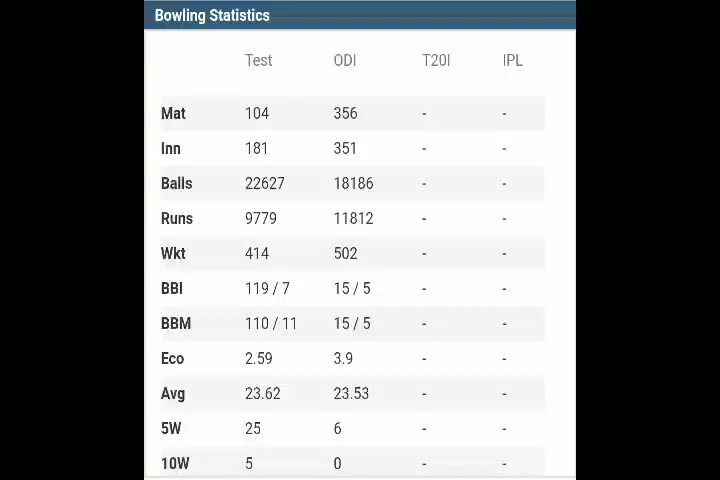 Bowling Statistics
Test ODI T20I IPL
Mat 104 356 - -
Inn 181 351 - -
Balls 22627 18186 - -
Runs 9779 11812 - -
Wkt 414 502 - -
BBI 119 / 7 15 / 5 - -
BBM 110 / 11 15 / 5 - -
Eco 2.59 3.9 - -
Avg 23.62 23.53 - -
5W 25 6 - -
10W 5 0 - -